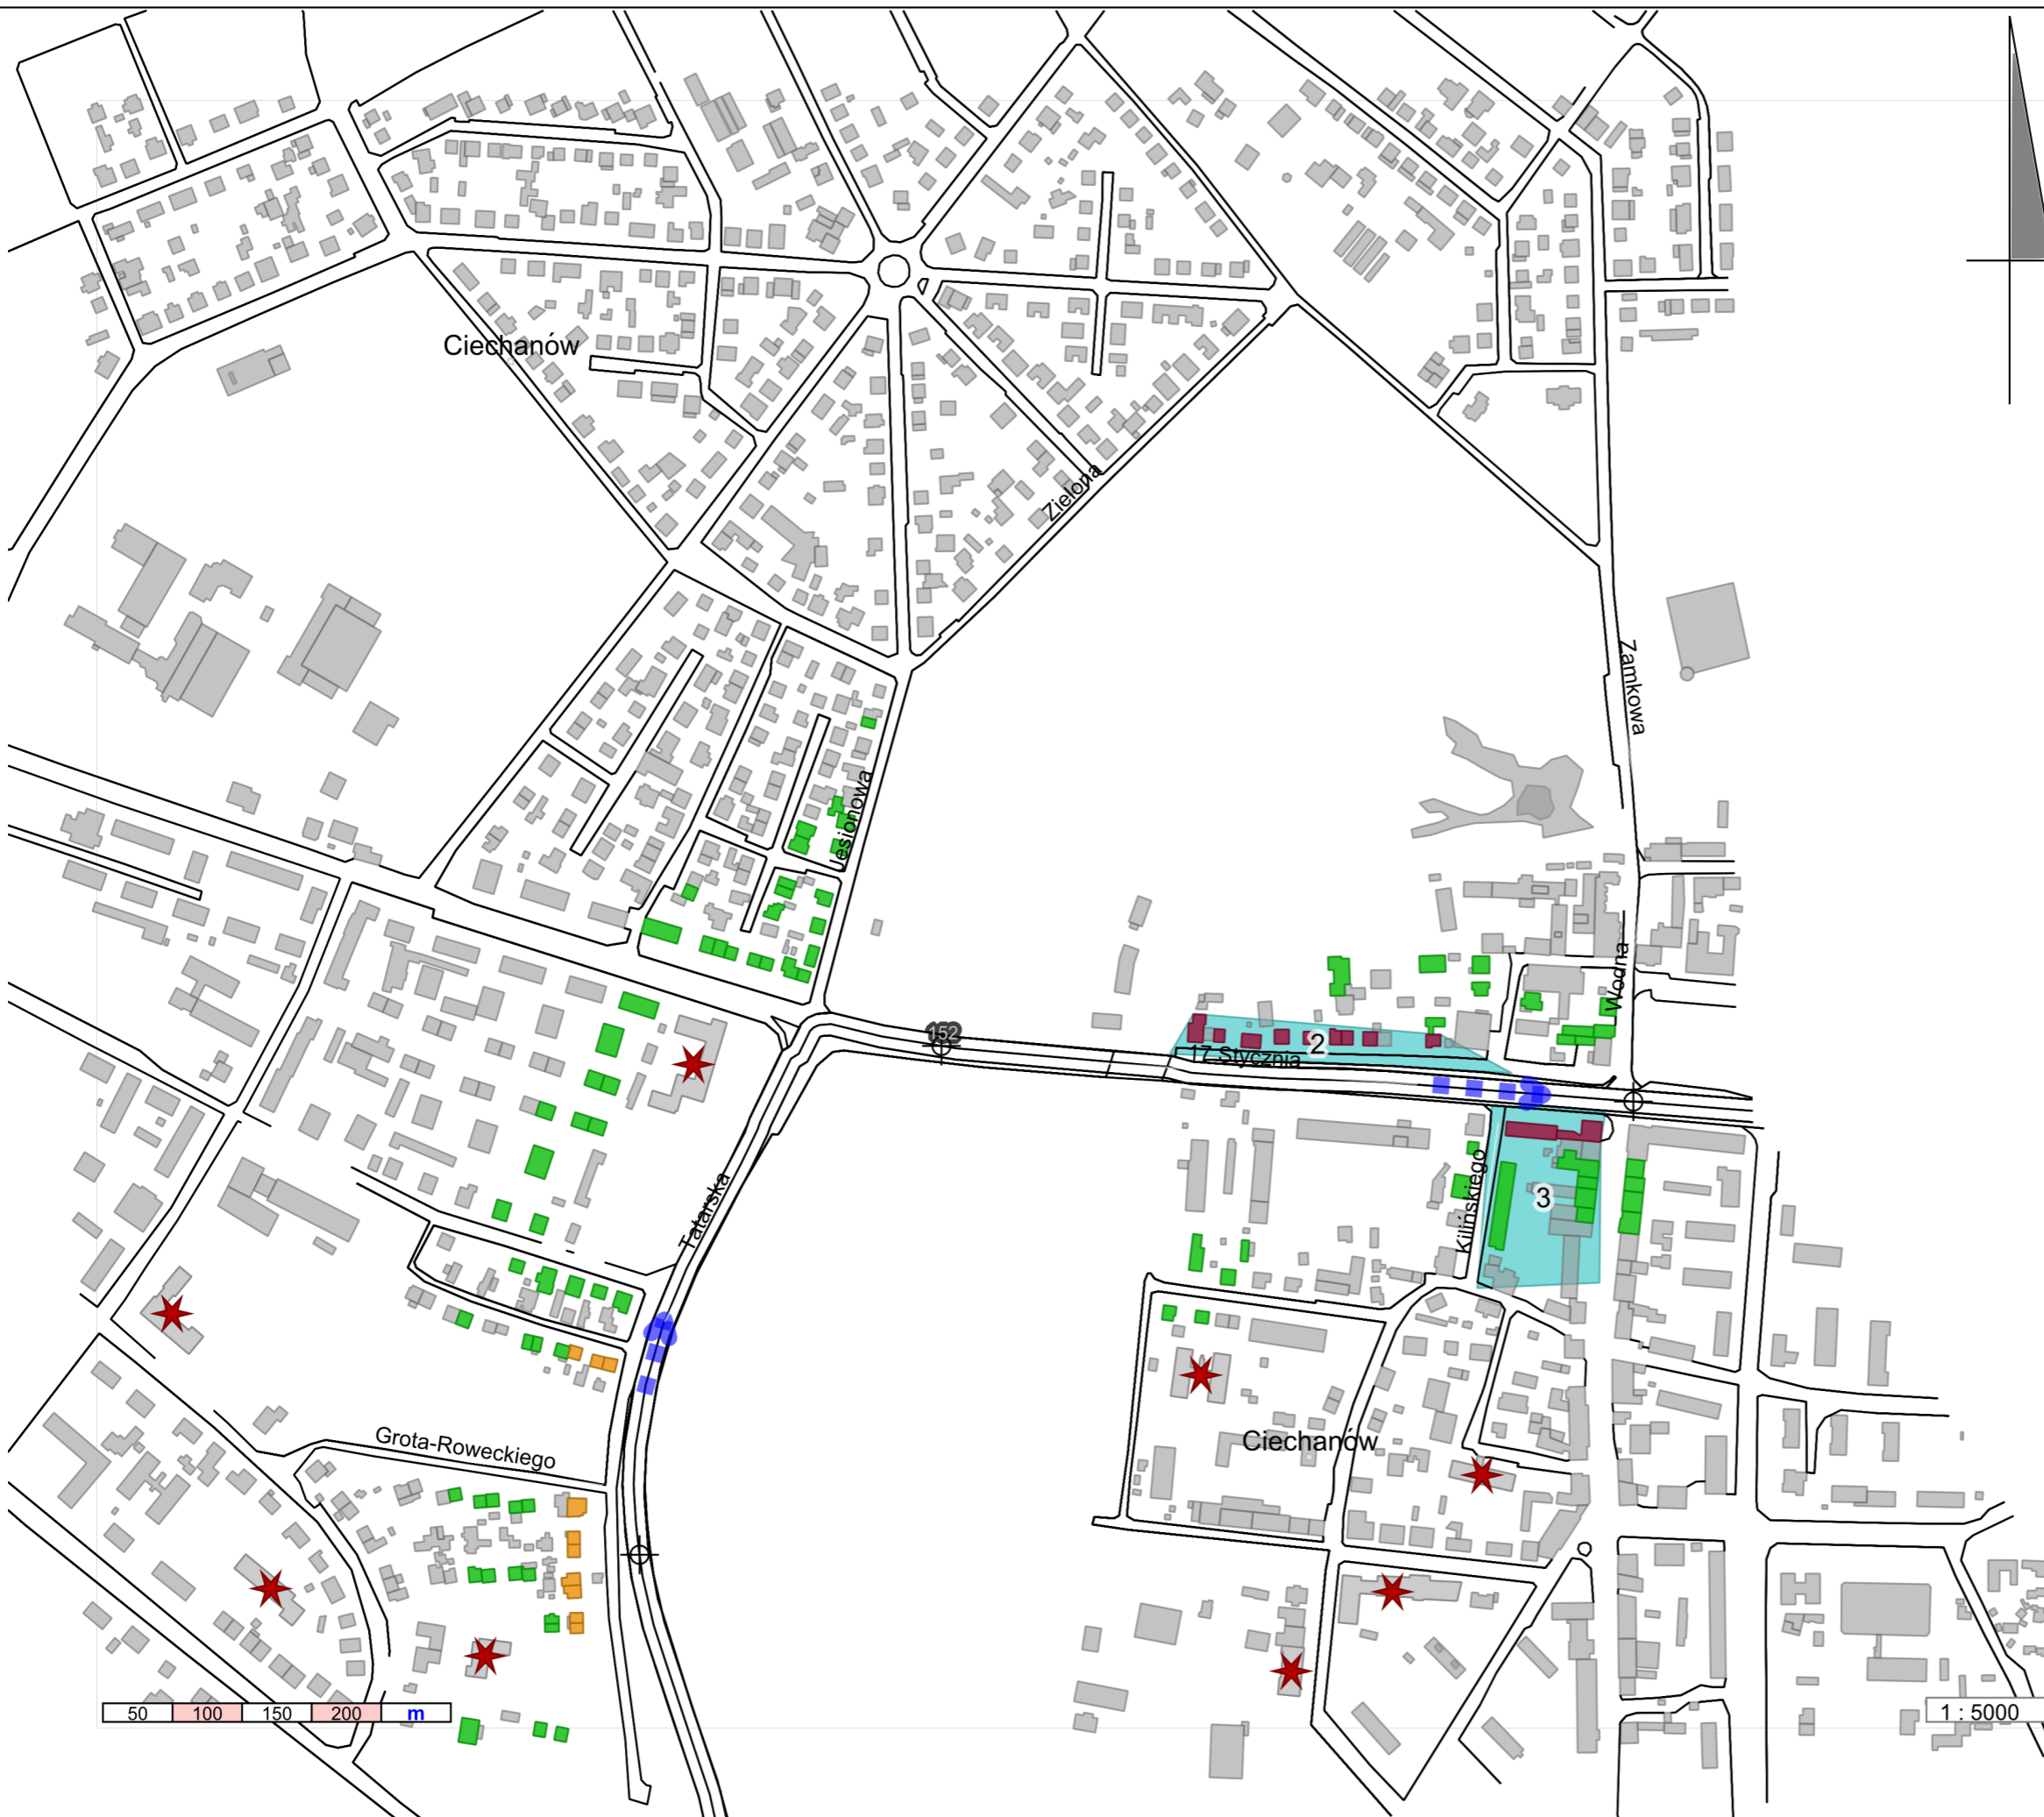 Ciechanów
Zielona
Zamkowa
Jesionowa
Wodna
152
2
17 Stycznia
Kilińskiego
3
Tatarska
Grota-Roweckiego
Ciechanów
50 100 150 200 m
1 : 5000